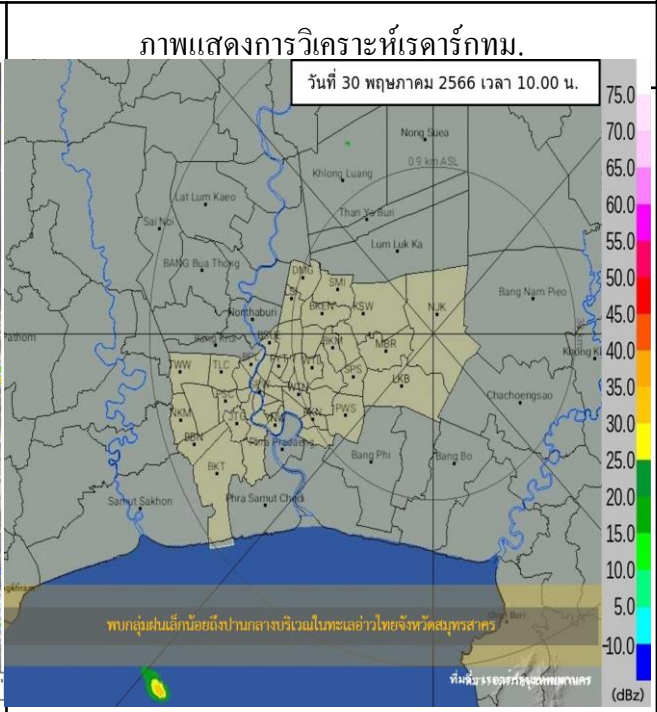 ภาพแสดงการวิเคราะห์เรดาร์กทม.
วันที่ 30 พฤษภาคม 2566 เวลา 10.00 น.
75.0
70.0
65.0
60.0
55.0
50.0
45.0
40.0
35.0
30.0
25.0
20.0
15.0
10.0
5.0
-10.0
(dBz)
Nong Suea
0.9 km ASL
Khlong Luang
Lat Lum Kaeo
Than Ya Buri
Sai Noi
Lum Luk Ka
BANG Bua Thong
DMG
SMI
Bang Nam Pieo
BKEN
KSW
NJK
Nonthaburi
Pathom
BKM
MBR
TWW
TLC
SPS
LKB
WTN
Chachoengsao
NKM
PWS
BBN
Phra Pradaeng
BKT
Bang Phi
Bang Bo
Samut Sakhon
Phra Samut Chedi
พบกลุ่มฝนเล็กน้อยถึงปานกลางบริเวณในทะเลอ่าวไทยจังหวัดสมุทรสาคร